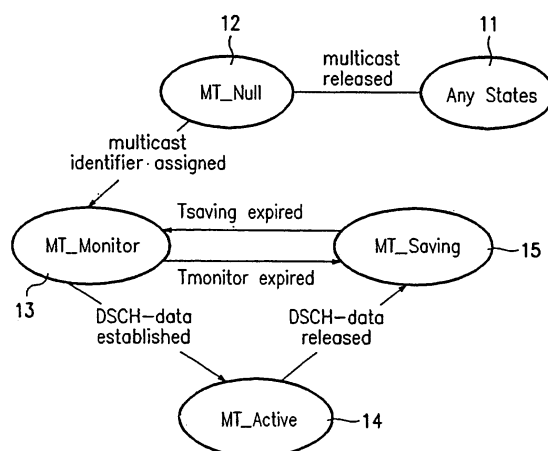 12
11
multicast
released
MT_Null
Any States
multicast
identifier assigned
Tsaving expired
MT_Monitor
MT_Saving
15
Tmonitor expired
13
DSCH-data
established
DSCH-data
released
MT_Active
14